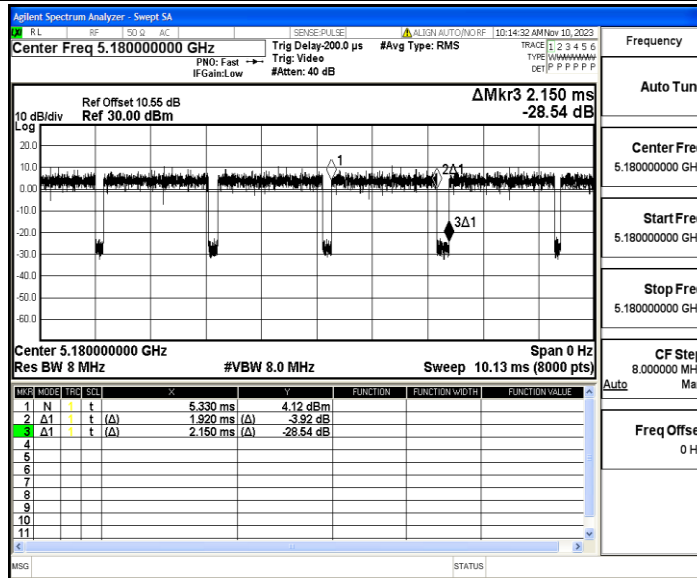 Agilent Spectrum Analyzer - Swept SA
RL RF 50 Ω AC SENSE:PULSE ALIGN AUTO/NO RF 10:14:32 AM Nov 10, 2023
Center Freq 5.180000000 GHz
PNO: Fast
IFGain:Low
Trig Delay-200.0 µs
Trig: Video
#Atten: 40 dB
#Avg Type: RMS
TRACE 1 2 3 4 5 6
TYPE
DET P P P P P P
Ref Offset 10.55 dB
10 dB/div Ref 30.00 dBm
Log
ΔMkr3 2.150 ms
-28.54 dB
20.0
10.0
0.00
-10.0
-20.0
-30.0
-40.0
-50.0
-60.0
1
2Δ1
3Δ1
Center 5.180000000 GHz Span 0 Hz
Res BW 8 MHz #VBW 8.0 MHz Sweep 10.13 ms (8000 pts)
MKR MODE TRC SCL X Y FUNCTION FUNCTION WIDTH FUNCTION VALUE
1 N 1 t 5.330 ms 4.12 dBm
2 Δ1 1 t (Δ) 1.920 ms (Δ) -3.92 dB
3 Δ1 1 t (Δ) 2.150 ms (Δ) -28.54 dB
4
5
6
7
8
9
10
11
MSG STATUS
Frequency
Auto Tun
Center Fre
5.180000000 GH
Start Fre
5.180000000 GH
Stop Fre
5.180000000 GH
CF Ste
8.000000 MH
Auto Ma
Freq Offse
0 H